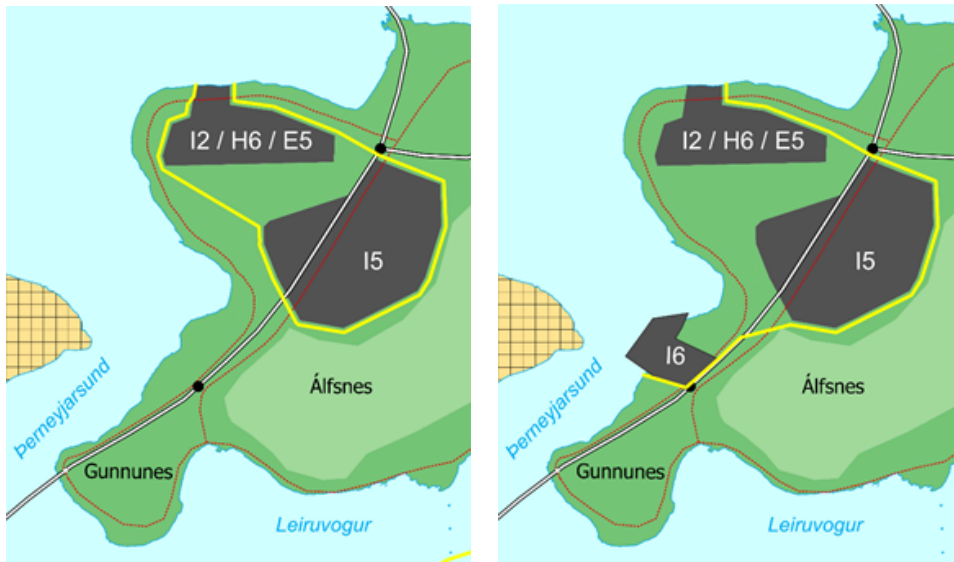 I2 / H6 / E5
I5
Álfsnes
Þerneyjarsund
Gunnunes
Leiruvogur
I2 / H6 / E5
I5
I6
Álfsnes
Þerneyjarsund
Gunnunes
Leiruvogur